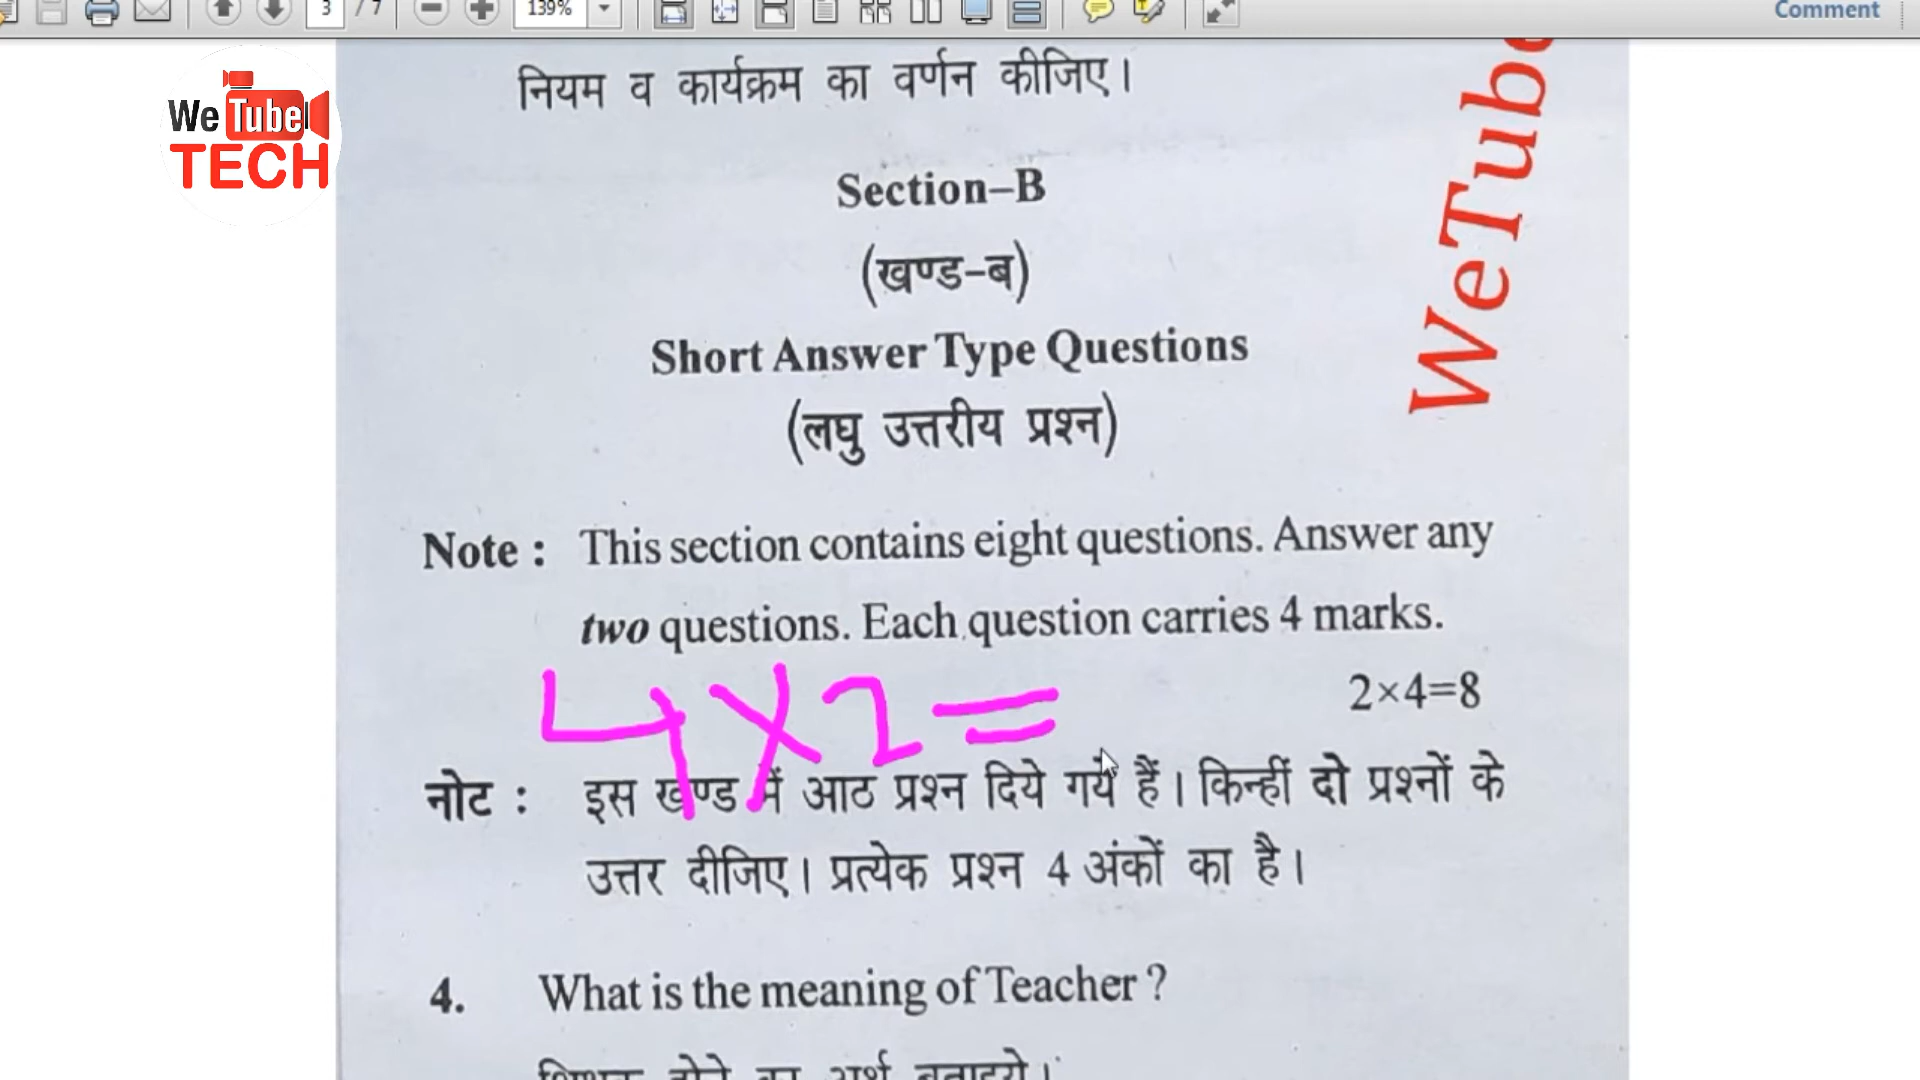 3 / 7
139%
Comment
We Tube
TECH
नियम व कार्यक्रम का वर्णन कीजिए।
WeTube
Section–B
(खण्ड-ब)
Short Answer Type Questions
(लघु उत्तरीय प्रश्न)
Note : This section contains eight questions. Answer any
two questions. Each question carries 4 marks.
2×4=8
4 X 2 =
नोट : इस खण्ड में आठ प्रश्न दिये गये हैं। किन्हीं दो प्रश्नों के
उत्तर दीजिए। प्रत्येक प्रश्न 4 अंकों का है।
4. What is the meaning of Teacher ?